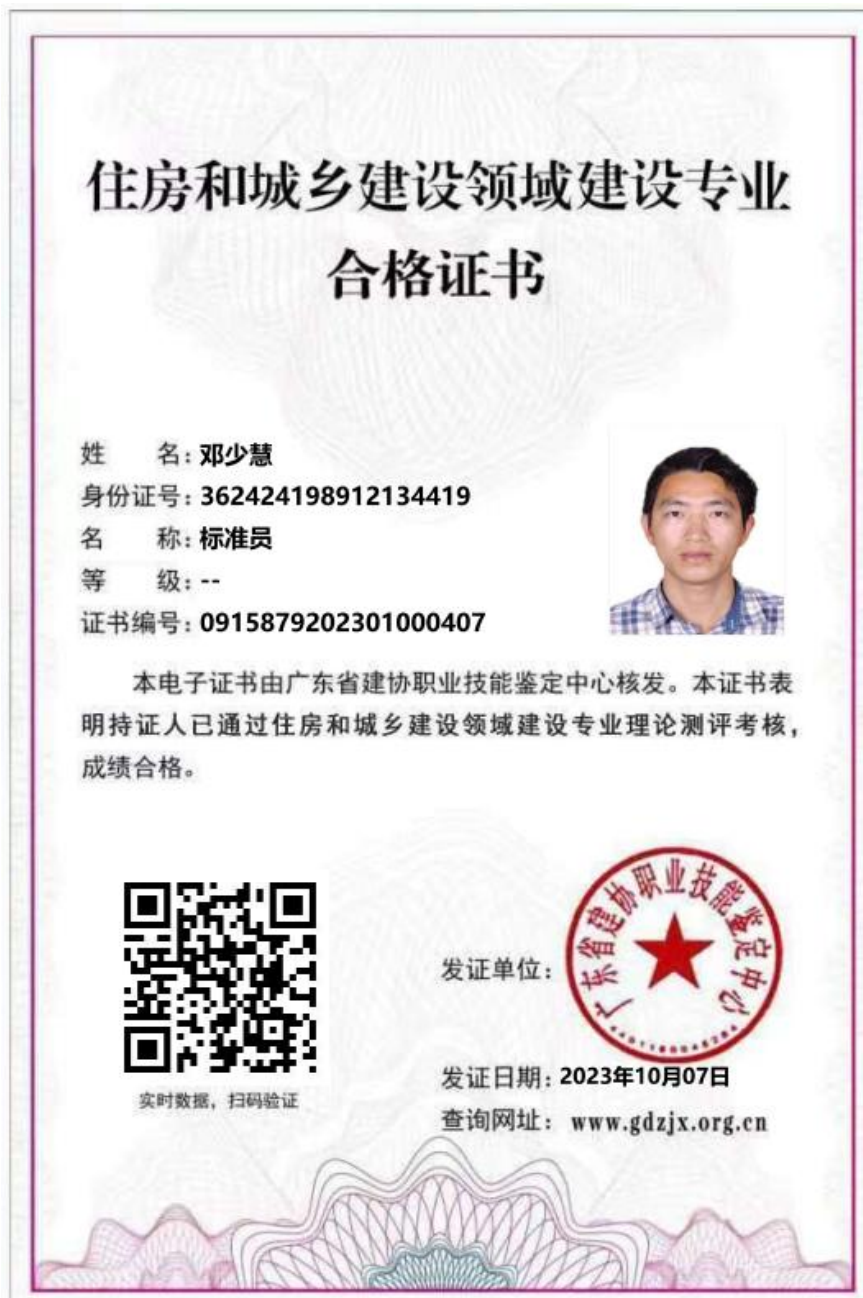 住房和城乡建设领域建设专业
合格证书
姓 名：邓少慧
身份证号：362424198912134419
名 称：标准员
等 级：--
证书编号：0915879202301000407
本电子证书由广东省建协职业技能鉴定中心核发。本证书表
明持证人已通过住房和城乡建设领域建设专业理论测评考核，
成绩合格。
实时数据，扫码验证
发证单位：
广东省建协职业技能鉴定中心
发证日期：2023年10月07日
查询网址：www.gdzjx.org.cn